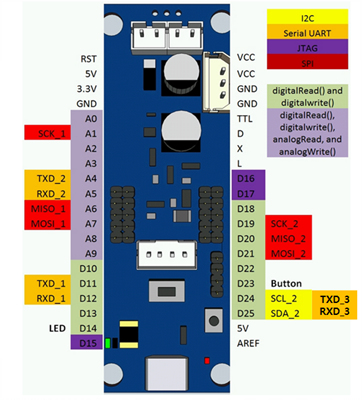 I2C
Serial UART
JTAG
SPI
digitalRead() and
digitalwrite()
digitalRead(),
digitalwrite(),
analogRead, and
analogWrite()
RST
5V
3.3V
GND
A0
SCK_1 A1
A2
A3
TXD_2 A4
RXD_2 A5
MISO_1 A6
MOSI_1 A7
A8
A9
D10
TXD_1 D11
RXD_1 D12
D13
LED D14
D15
VCC
VCC
GND
GND
TTL
D
X
L
D16
D17
D18
D19 SCK_2
D20 MISO_2
D21 MOSI_2
D22
D23 Button
D24 SCL_2 TXD_3
D25 SDA_2 RXD_3
5V
AREF